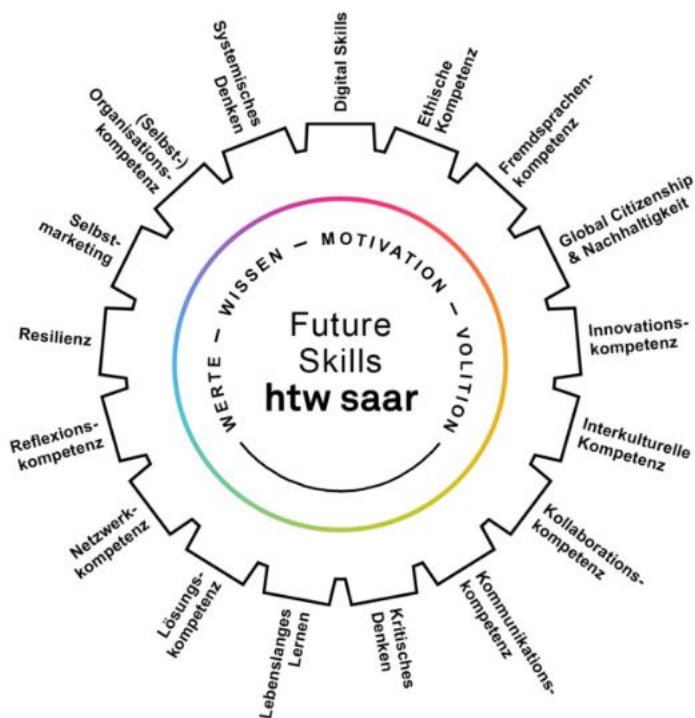 Digital Skills
Ethische
Kompetenz
Fremdsprachen-
kompetenz
Global Citizenship
& Nachhaltigkeit
Innovations-
kompetenz
Interkulturelle
Kompetenz
Kollaborations-
kompetenz
Kommunikations-
kompetenz
Kritisches
Denken
Lebenslanges
Lernen
Lösungs-
kompetenz
Netzwerk-
kompetenz
Reflexions-
kompetenz
Resilienz
Selbst-
marketing
(Selbst-)
Organisations-
kompetenz
Systemisches
Denken
WERTE – WISSEN – MOTIVATION – VOLITION
Future
Skills
htw saar